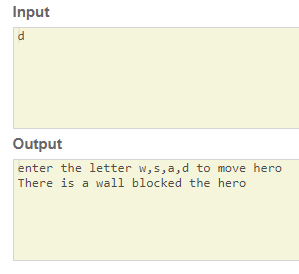 Input
d
Output
enter the letter w,s,a,d to move hero
There is a wall blocked the hero